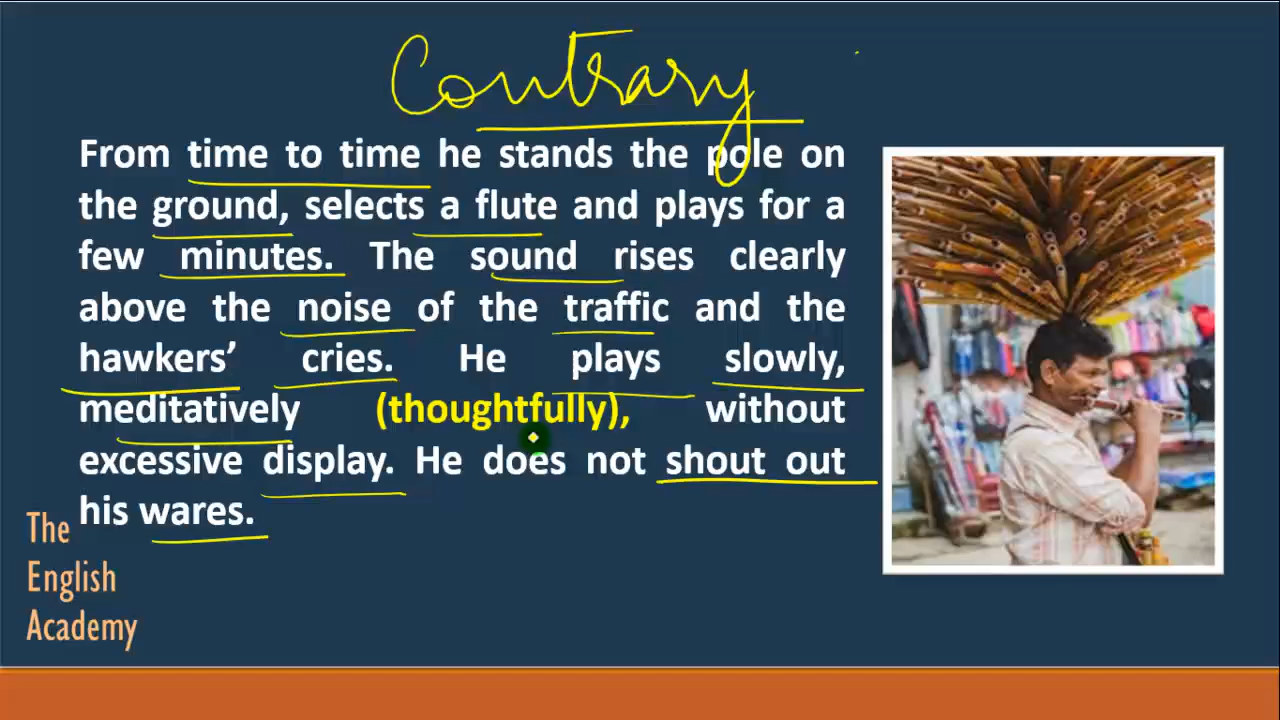 Contrary
From time to time he stands the pole on
the ground, selects a flute and plays for a
few minutes. The sound rises clearly
above the noise of the traffic and the
hawkers’ cries. He plays slowly,
meditatively (thoughtfully), without
excessive display. He does not shout out
his wares.
The
English
Academy